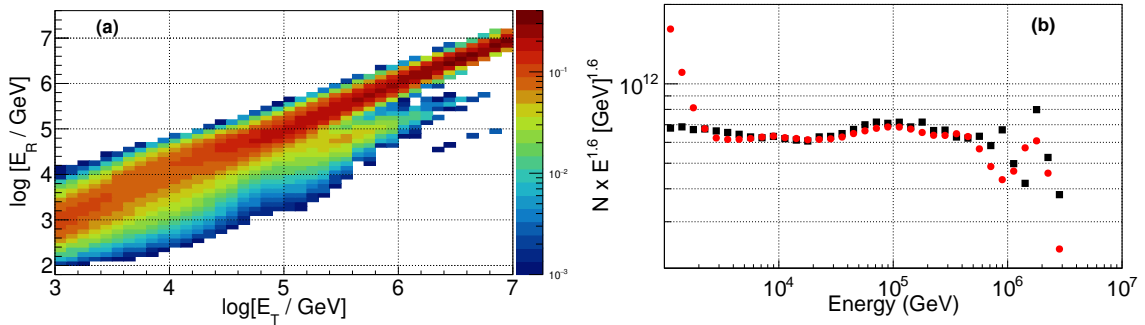 (a)
log [E_R / GeV]
7
6
5
4
3
2
3 4 5 6 7
log[E_T / GeV]
10^-1
10^-2
10^-3
(b)
N x E^1.6 [GeV]^1.6
10^12
10^4 10^5 10^6 10^7
Energy (GeV)